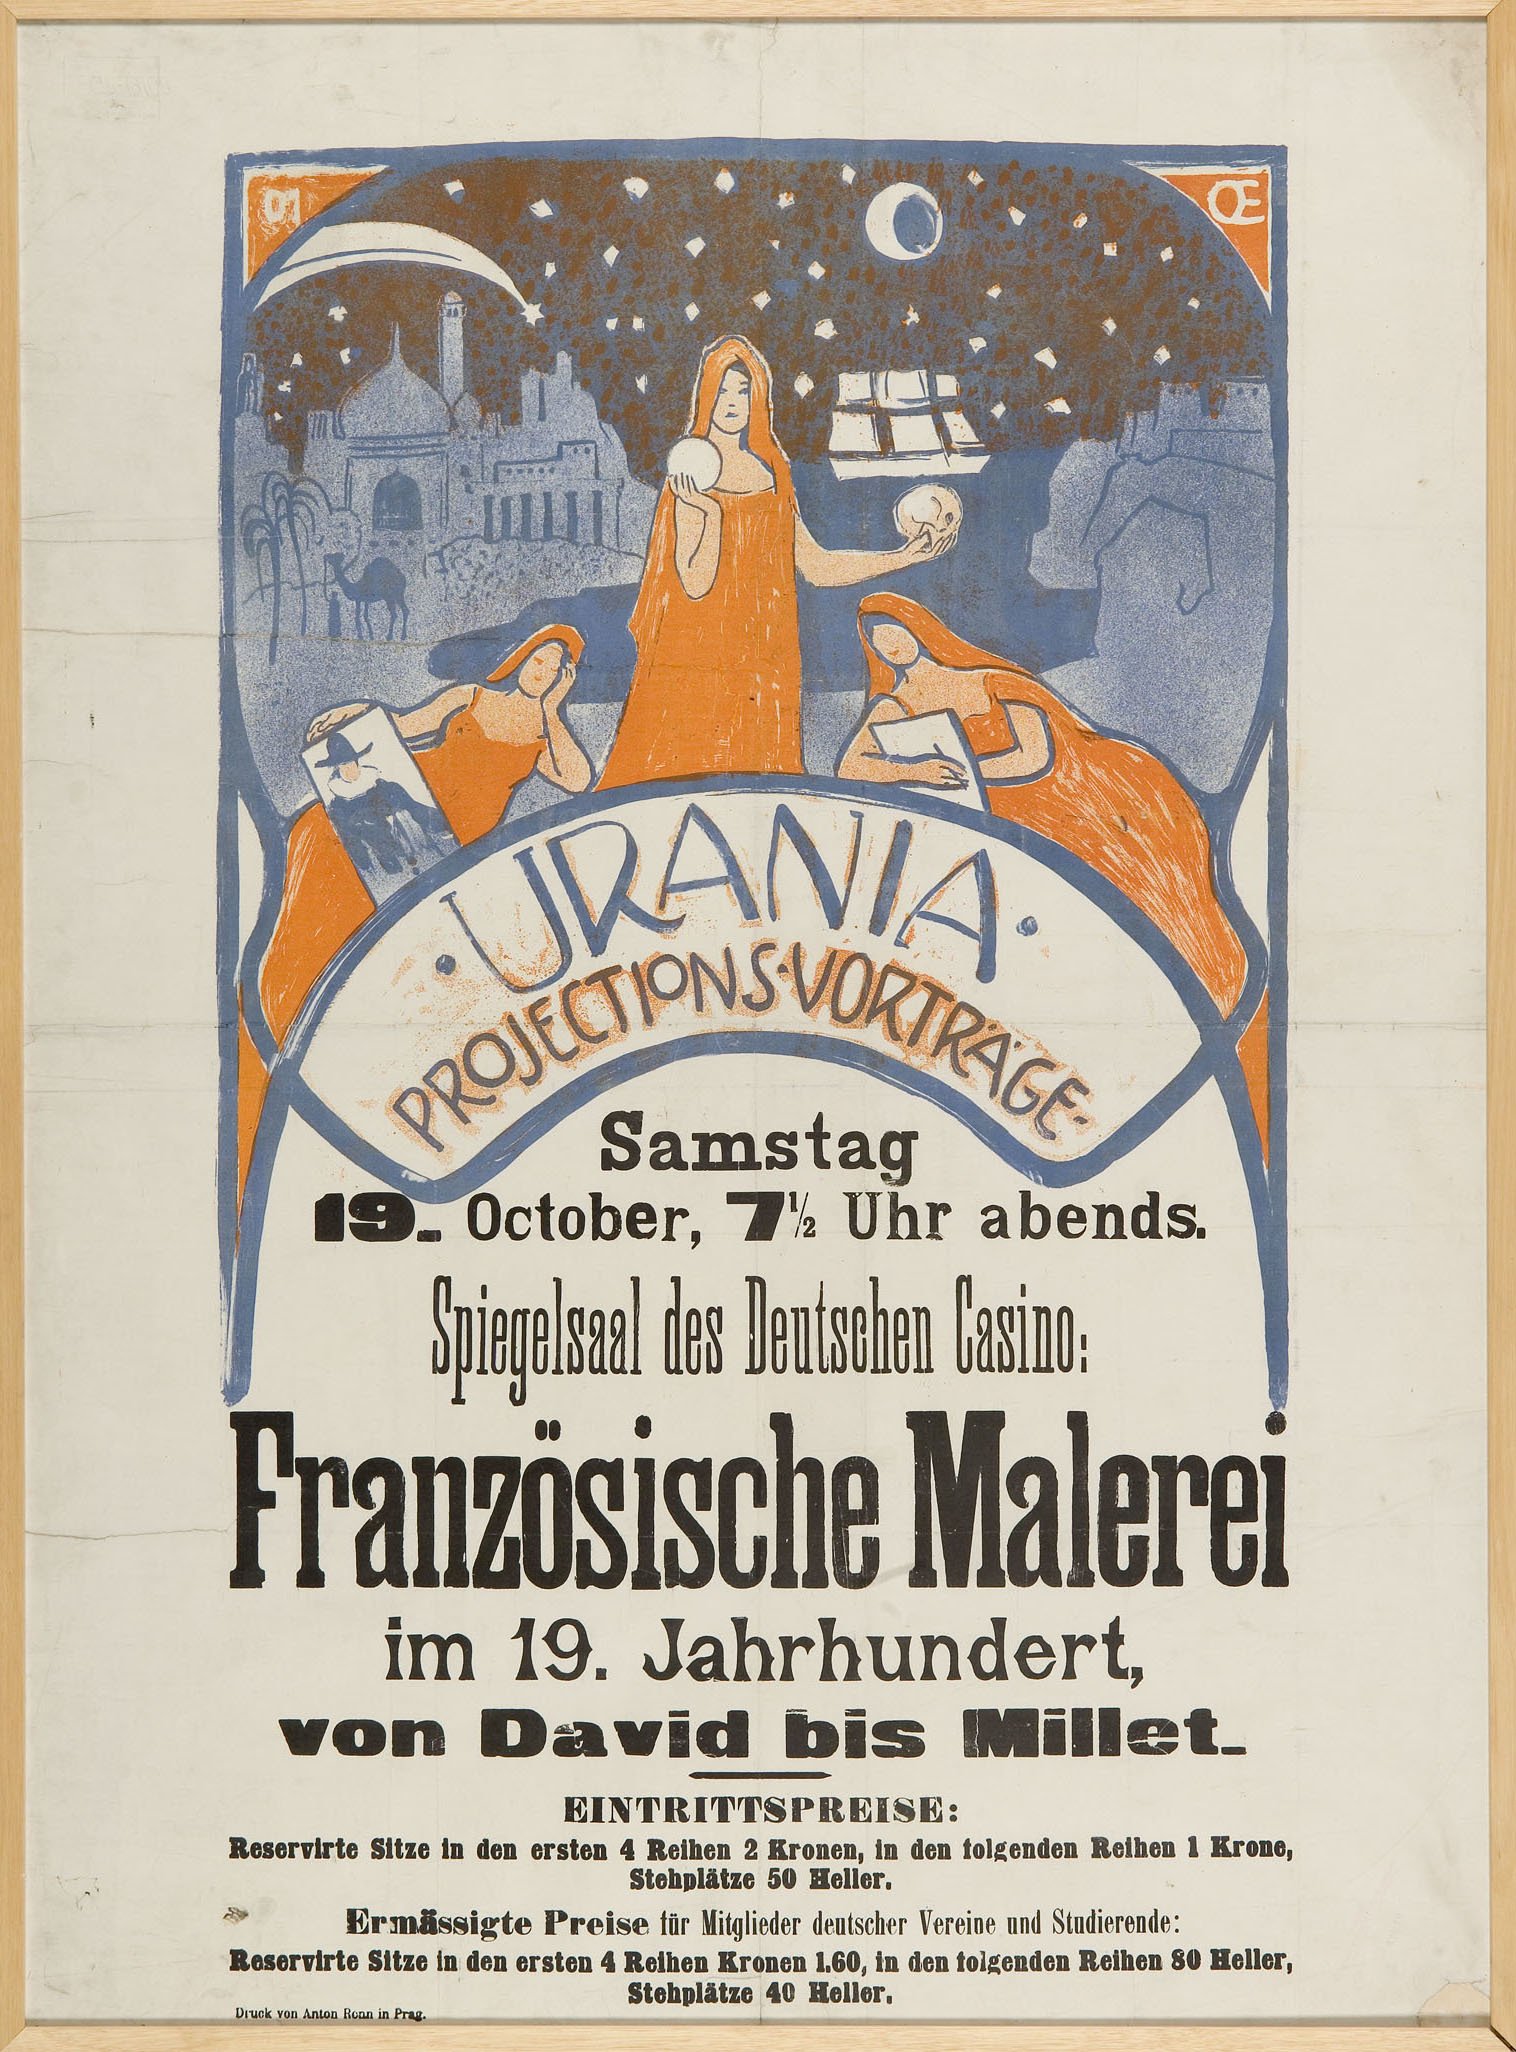 01
OE
· URANIA ·
PROJECTIONS-VORTRÄGE-
Samstag
19. October, 7½ Uhr abends.
Spiegelsaal des Deutschen Casino:
Französische Malerei
im 19. Jahrhundert,
von David bis Millet.
EINTRITTSPREISE:
Reservirte Sitze in den ersten 4 Reihen 2 Kronen, in den folgenden Reihen 1 Krone,
Stehplätze 50 Heller.
Ermässigte Preise für Mitglieder deutscher Vereine und Studierende:
Reservirte Sitze in den ersten 4 Reihen Kronen 1.60, in den folgenden Reihen 80 Heller,
Stehplätze 40 Heller.
Druck von Anton Renn in Prag.